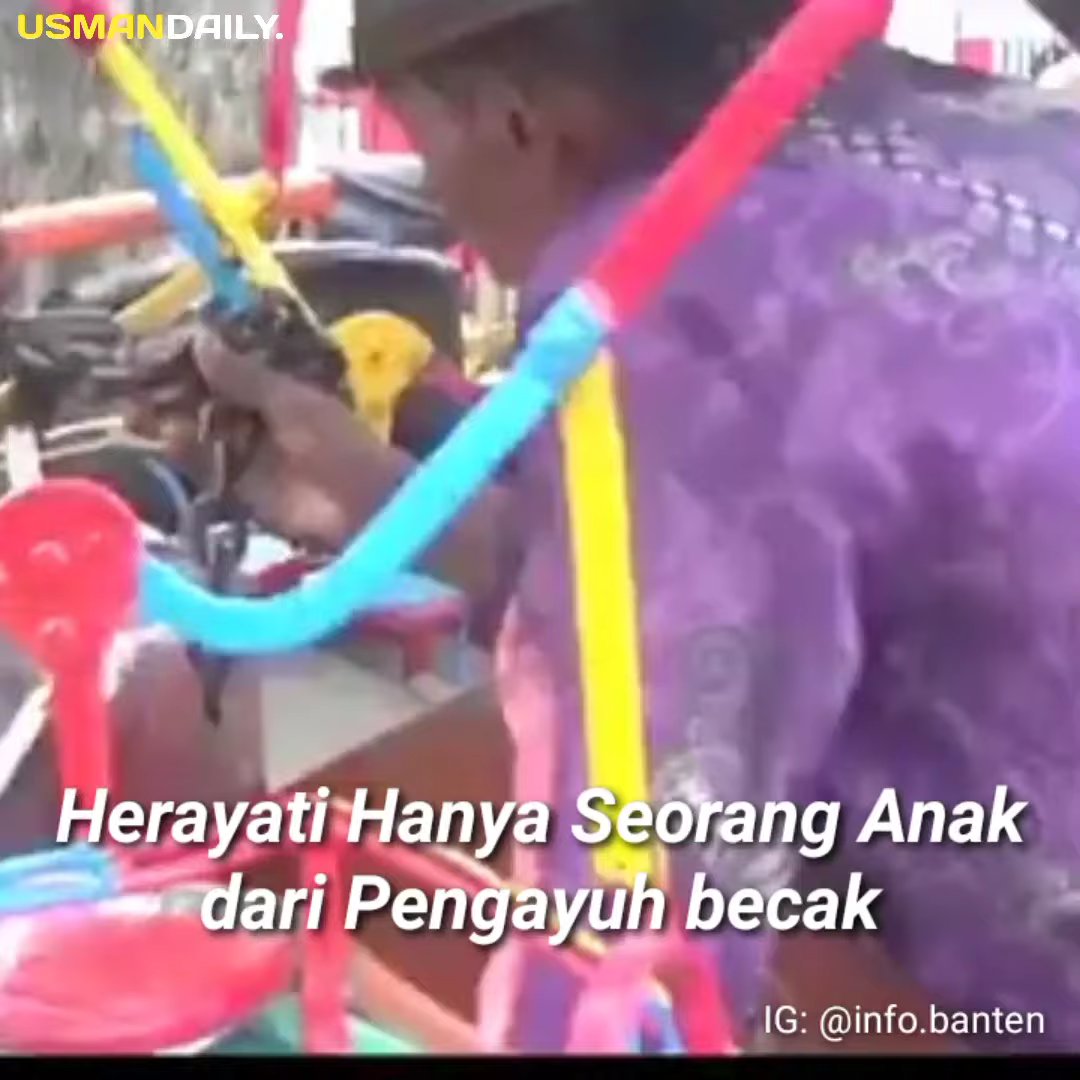 USMANDAILY.
Herayati Hanya Seorang Anak
dari Pengayuh becak
IG: @info.banten